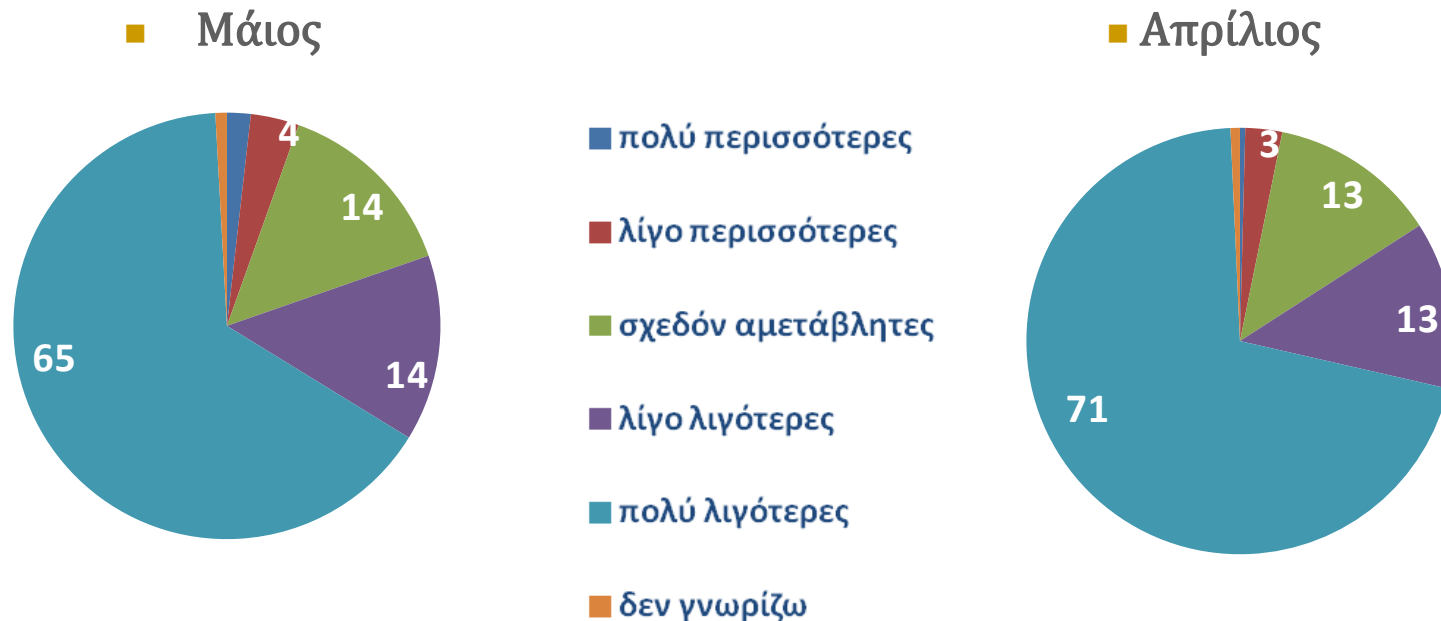 Μάιος
4
14
14
65
πολύ περισσότερες
λίγο περισσότερες
σχεδόν αμετάβλητες
λίγο λιγότερες
πολύ λιγότερες
δεν γνωρίζω
Απρίλιος
3
13
13
71